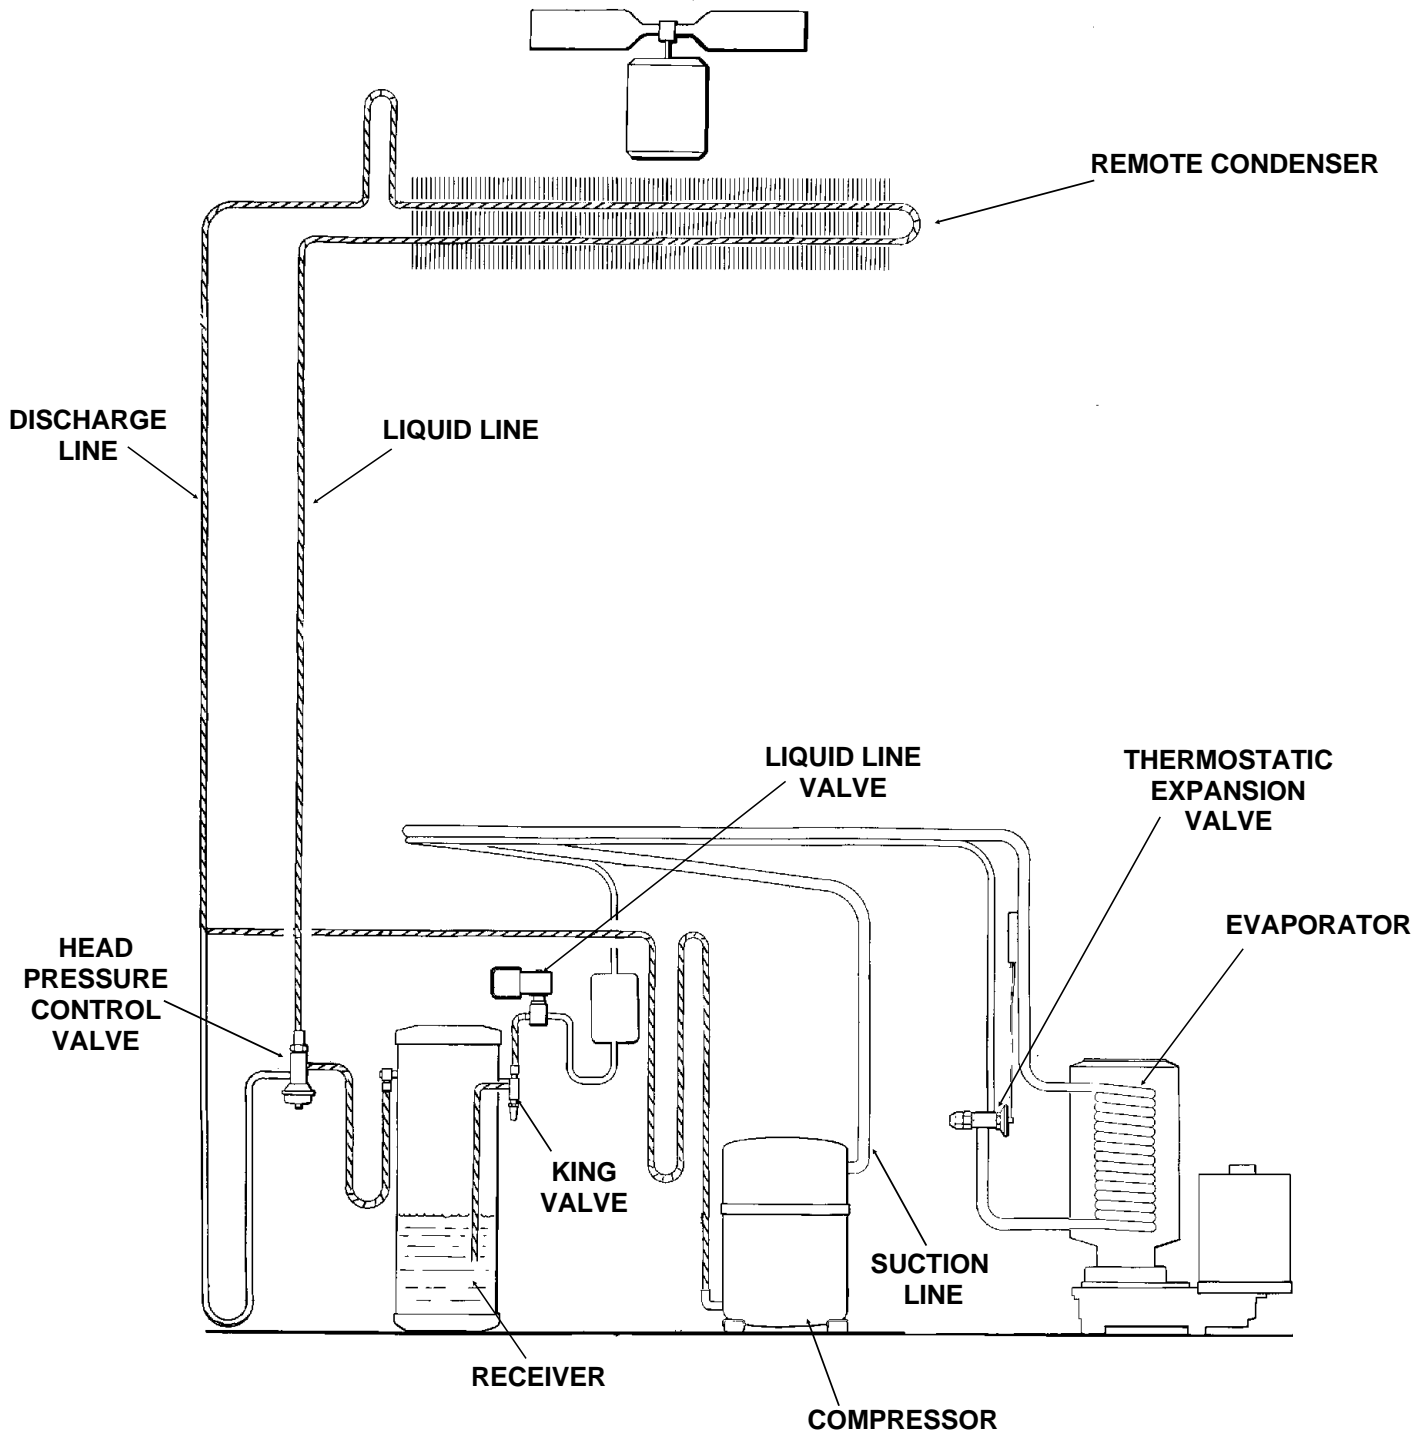 REMOTE CONDENSER
DISCHARGE
LINE
LIQUID LINE
LIQUID LINE
VALVE
THERMOSTATIC
EXPANSION
VALVE
EVAPORATOR
HEAD
PRESSURE
CONTROL
VALVE
KING
VALVE
SUCTION
LINE
RECEIVER
COMPRESSOR